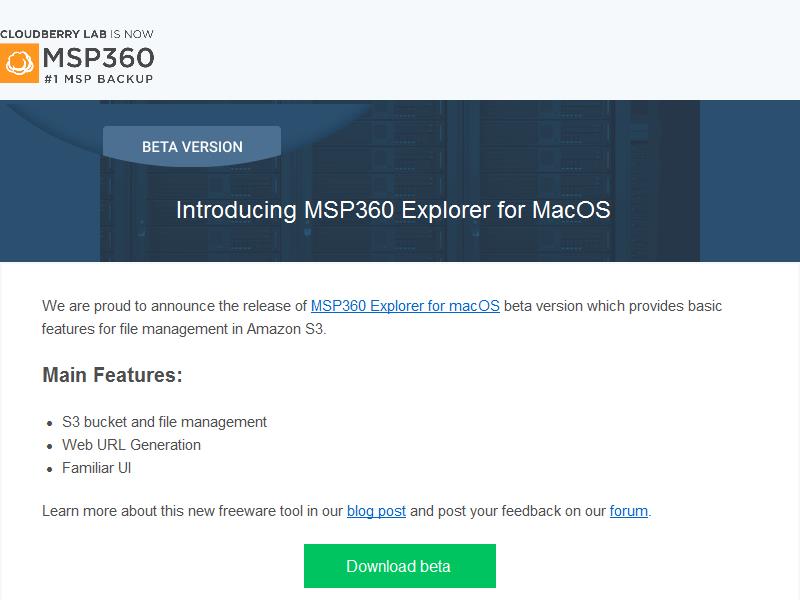 CLOUDBERRY LAB IS NOW
MSP360
#1 MSP BACKUP
BETA VERSION
Introducing MSP360 Explorer for MacOS
We are proud to announce the release of MSP360 Explorer for macOS beta version which provides basic
features for file management in Amazon S3.
Main Features:
• S3 bucket and file management
• Web URL Generation
• Familiar UI
Learn more about this new freeware tool in our blog post and post your feedback on our forum.
Download beta